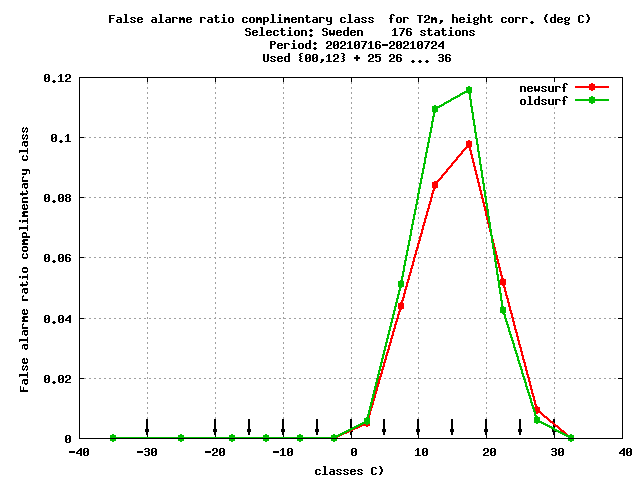 False alarme ratio complimentary class  for T2m, height corr. (deg C)
Selection: Sweden    176 stations
Period: 20210716-20210724
Used {00,12} + 25 26 ... 36
0.12
0.1
0.08
0.06
0.04
0.02
0
False alarme ratio complimentary class
newsurf
oldsurf
-40 -30 -20 -10 0 10 20 30 40
classes C)